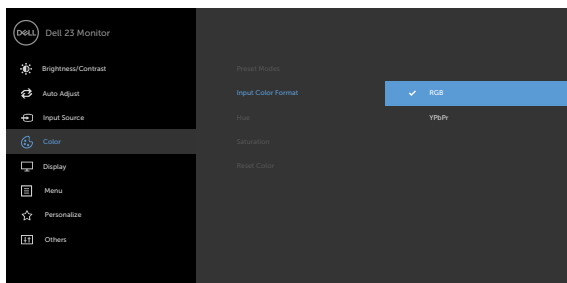 DELL
Dell 23 Monitor
Brightness/Contrast
Auto Adjust
Input Source
Color
Display
Menu
Personalize
Others
Preset Modes
Input Color Format
Hue
Saturation
Reset Color
RGB
YPbPr